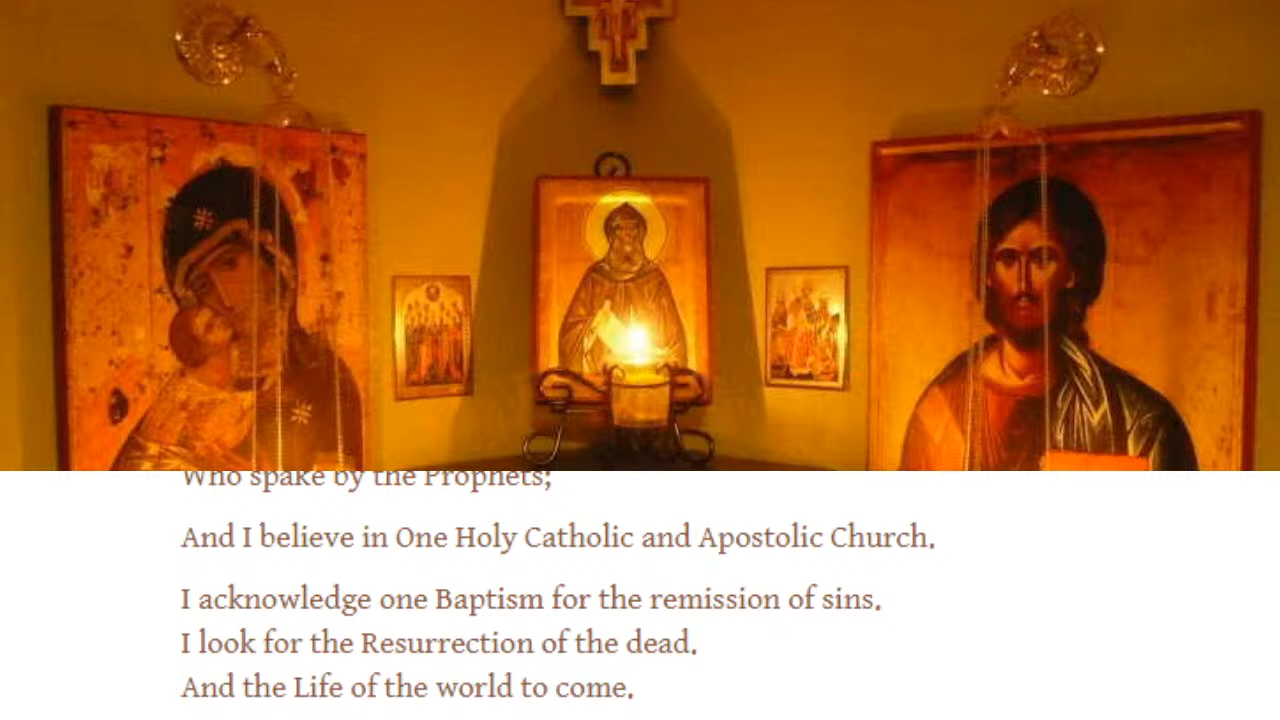 Who spake by the Prophets;
And I believe in One Holy Catholic and Apostolic Church.
I acknowledge one Baptism for the remission of sins.
I look for the Resurrection of the dead.
And the Life of the world to come.